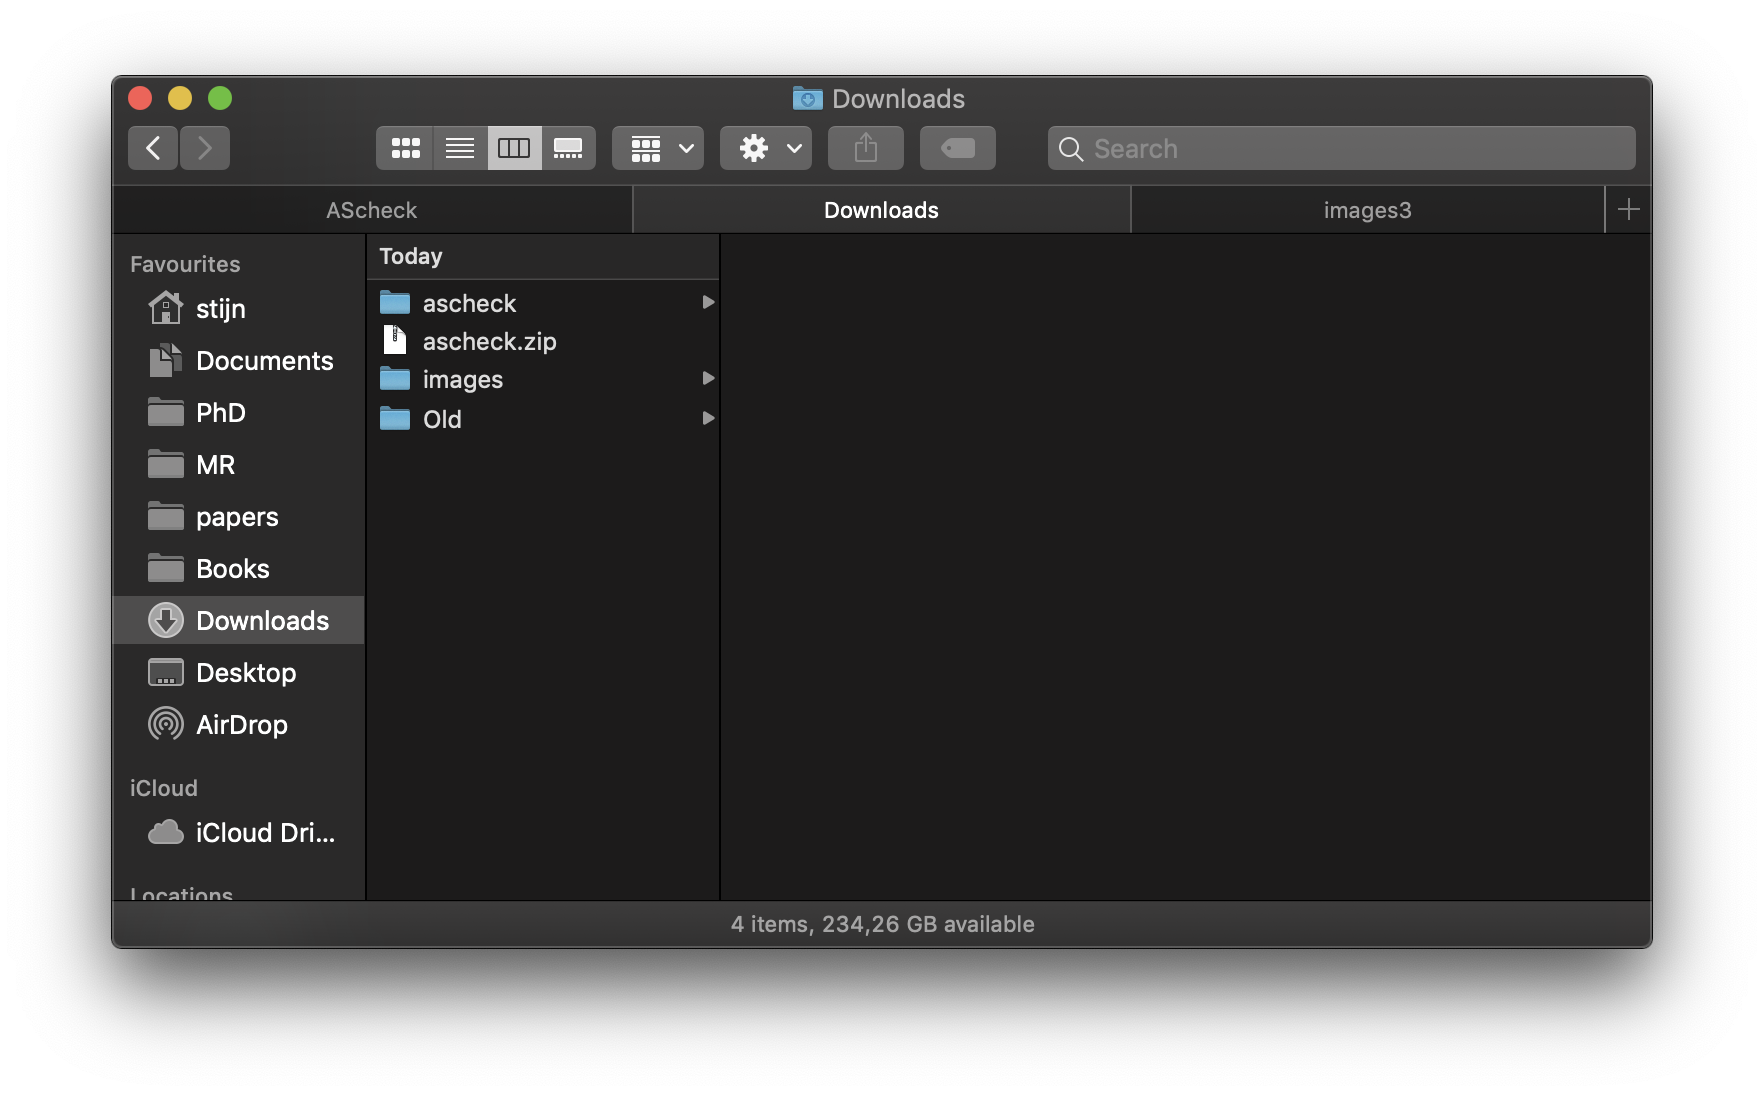 Downloads
Search
AScheck
Downloads
images3
Favourites
stijn
Documents
PhD
MR
papers
Books
Downloads
Desktop
AirDrop
iCloud
iCloud Dri...
Locations
Today
ascheck
ascheck.zip
images
Old
4 items, 234,26 GB available